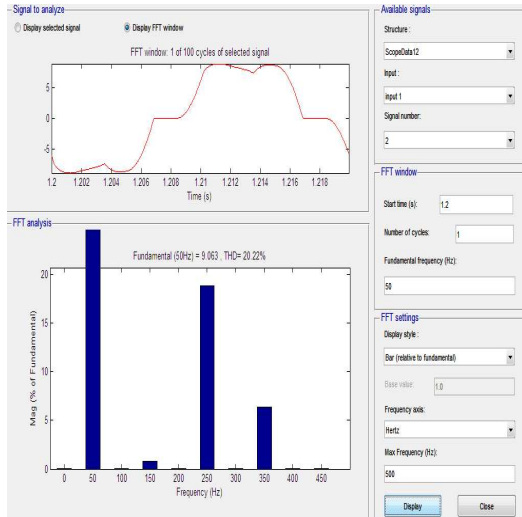 Signal to analyze
Display selected signal
Display FFT window
FFT window: 1 of 100 cycles of selected signal
5
0
-5
1.2 1.202 1.204 1.206 1.208 1.21 1.212 1.214 1.216 1.218
Time (s)
FFT analysis
Fundamental (50Hz) = 9.063 , THD= 20.22%
20
15
10
5
0
Mag (% of Fundamental)
0 50 100 150 200 250 300 350 400 450
Frequency (Hz)
Available signals
Structure :
ScopeData12
Input :
input 1
Signal number:
2
FFT window
Start time (s): 1.2
Number of cycles: 1
Fundamental frequency (Hz):
50
FFT settings
Display style :
Bar (relative to fundamental)
Base value: 1.0
Frequency axis:
Hertz
Max Frequency (Hz):
500
Display
Close